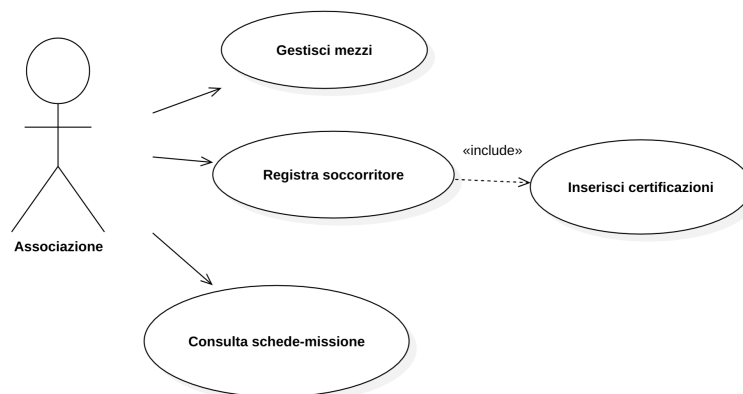 Gestisci mezzi
«include»
Registra soccorritore
Inserisci certificazioni
Associazione
Consulta schede-missione